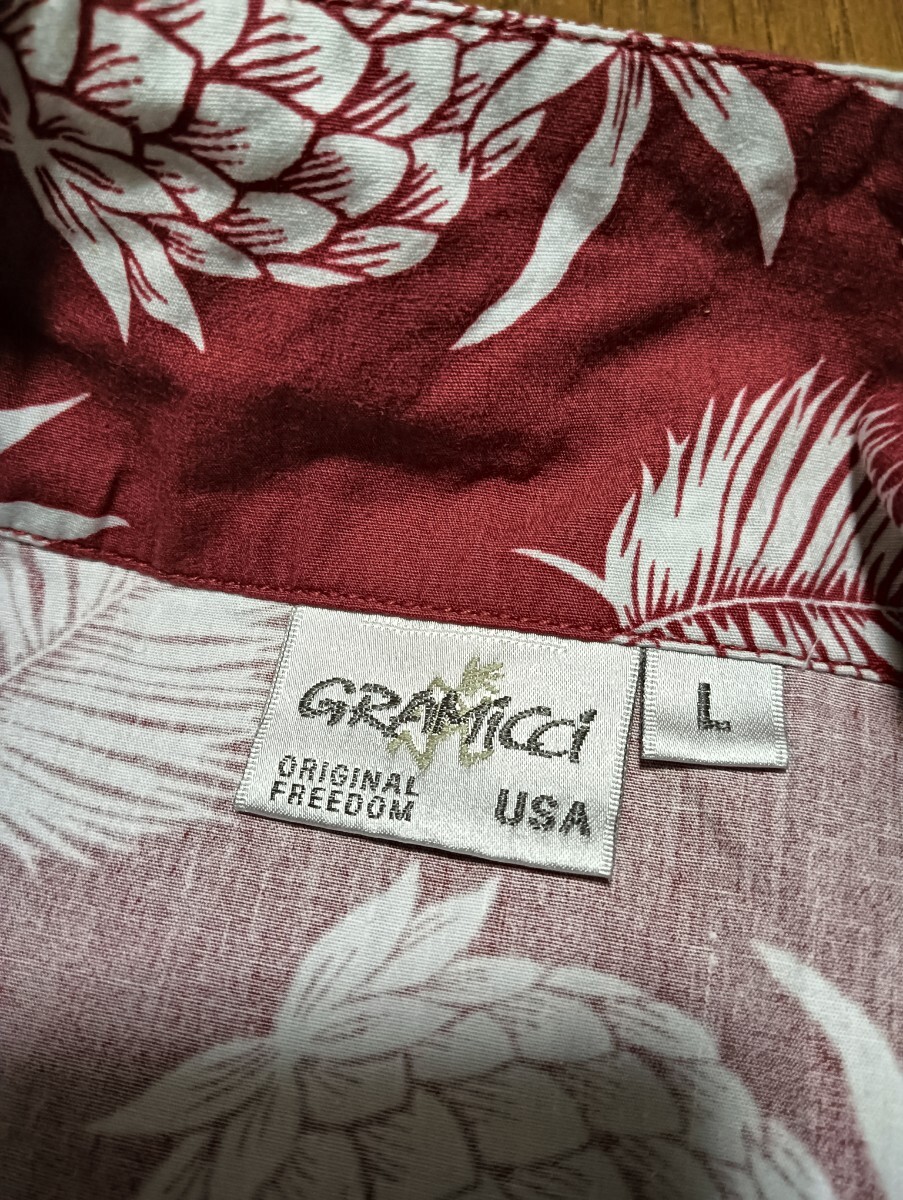 GRAMiCCi
ORIGINAL
FREEDOM
USA
L